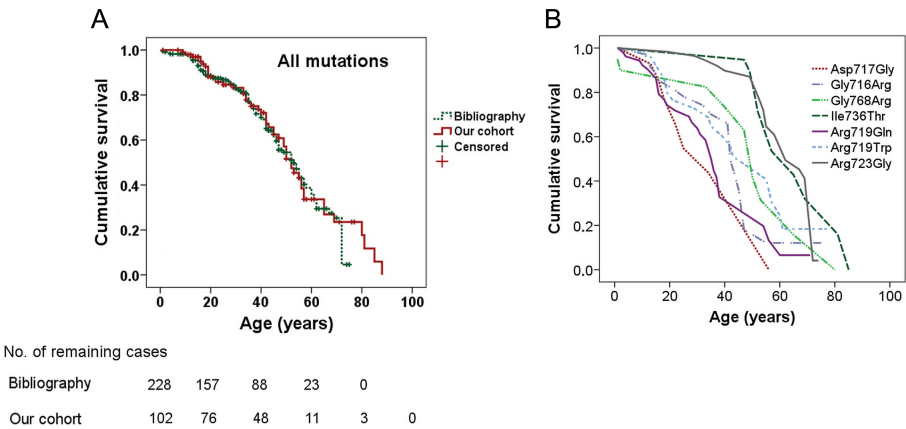 A
All mutations
Cumulative survival
1.0
0.8
0.6
0.4
0.2
0.0
0 20 40 60 80 100
Age (years)
Bibliography
Our cohort
Censored
B
Cumulative survival
1.0
0.8
0.6
0.4
0.2
0.0
0 20 40 60 80 100
Age (years)
Asp717Gly
Gly716Arg
Gly768Arg
Ile736Thr
Arg719Gln
Arg719Trp
Arg723Gly
No. of remaining cases
Bibliography 228 157 88 23 0
Our cohort 102 76 48 11 3 0